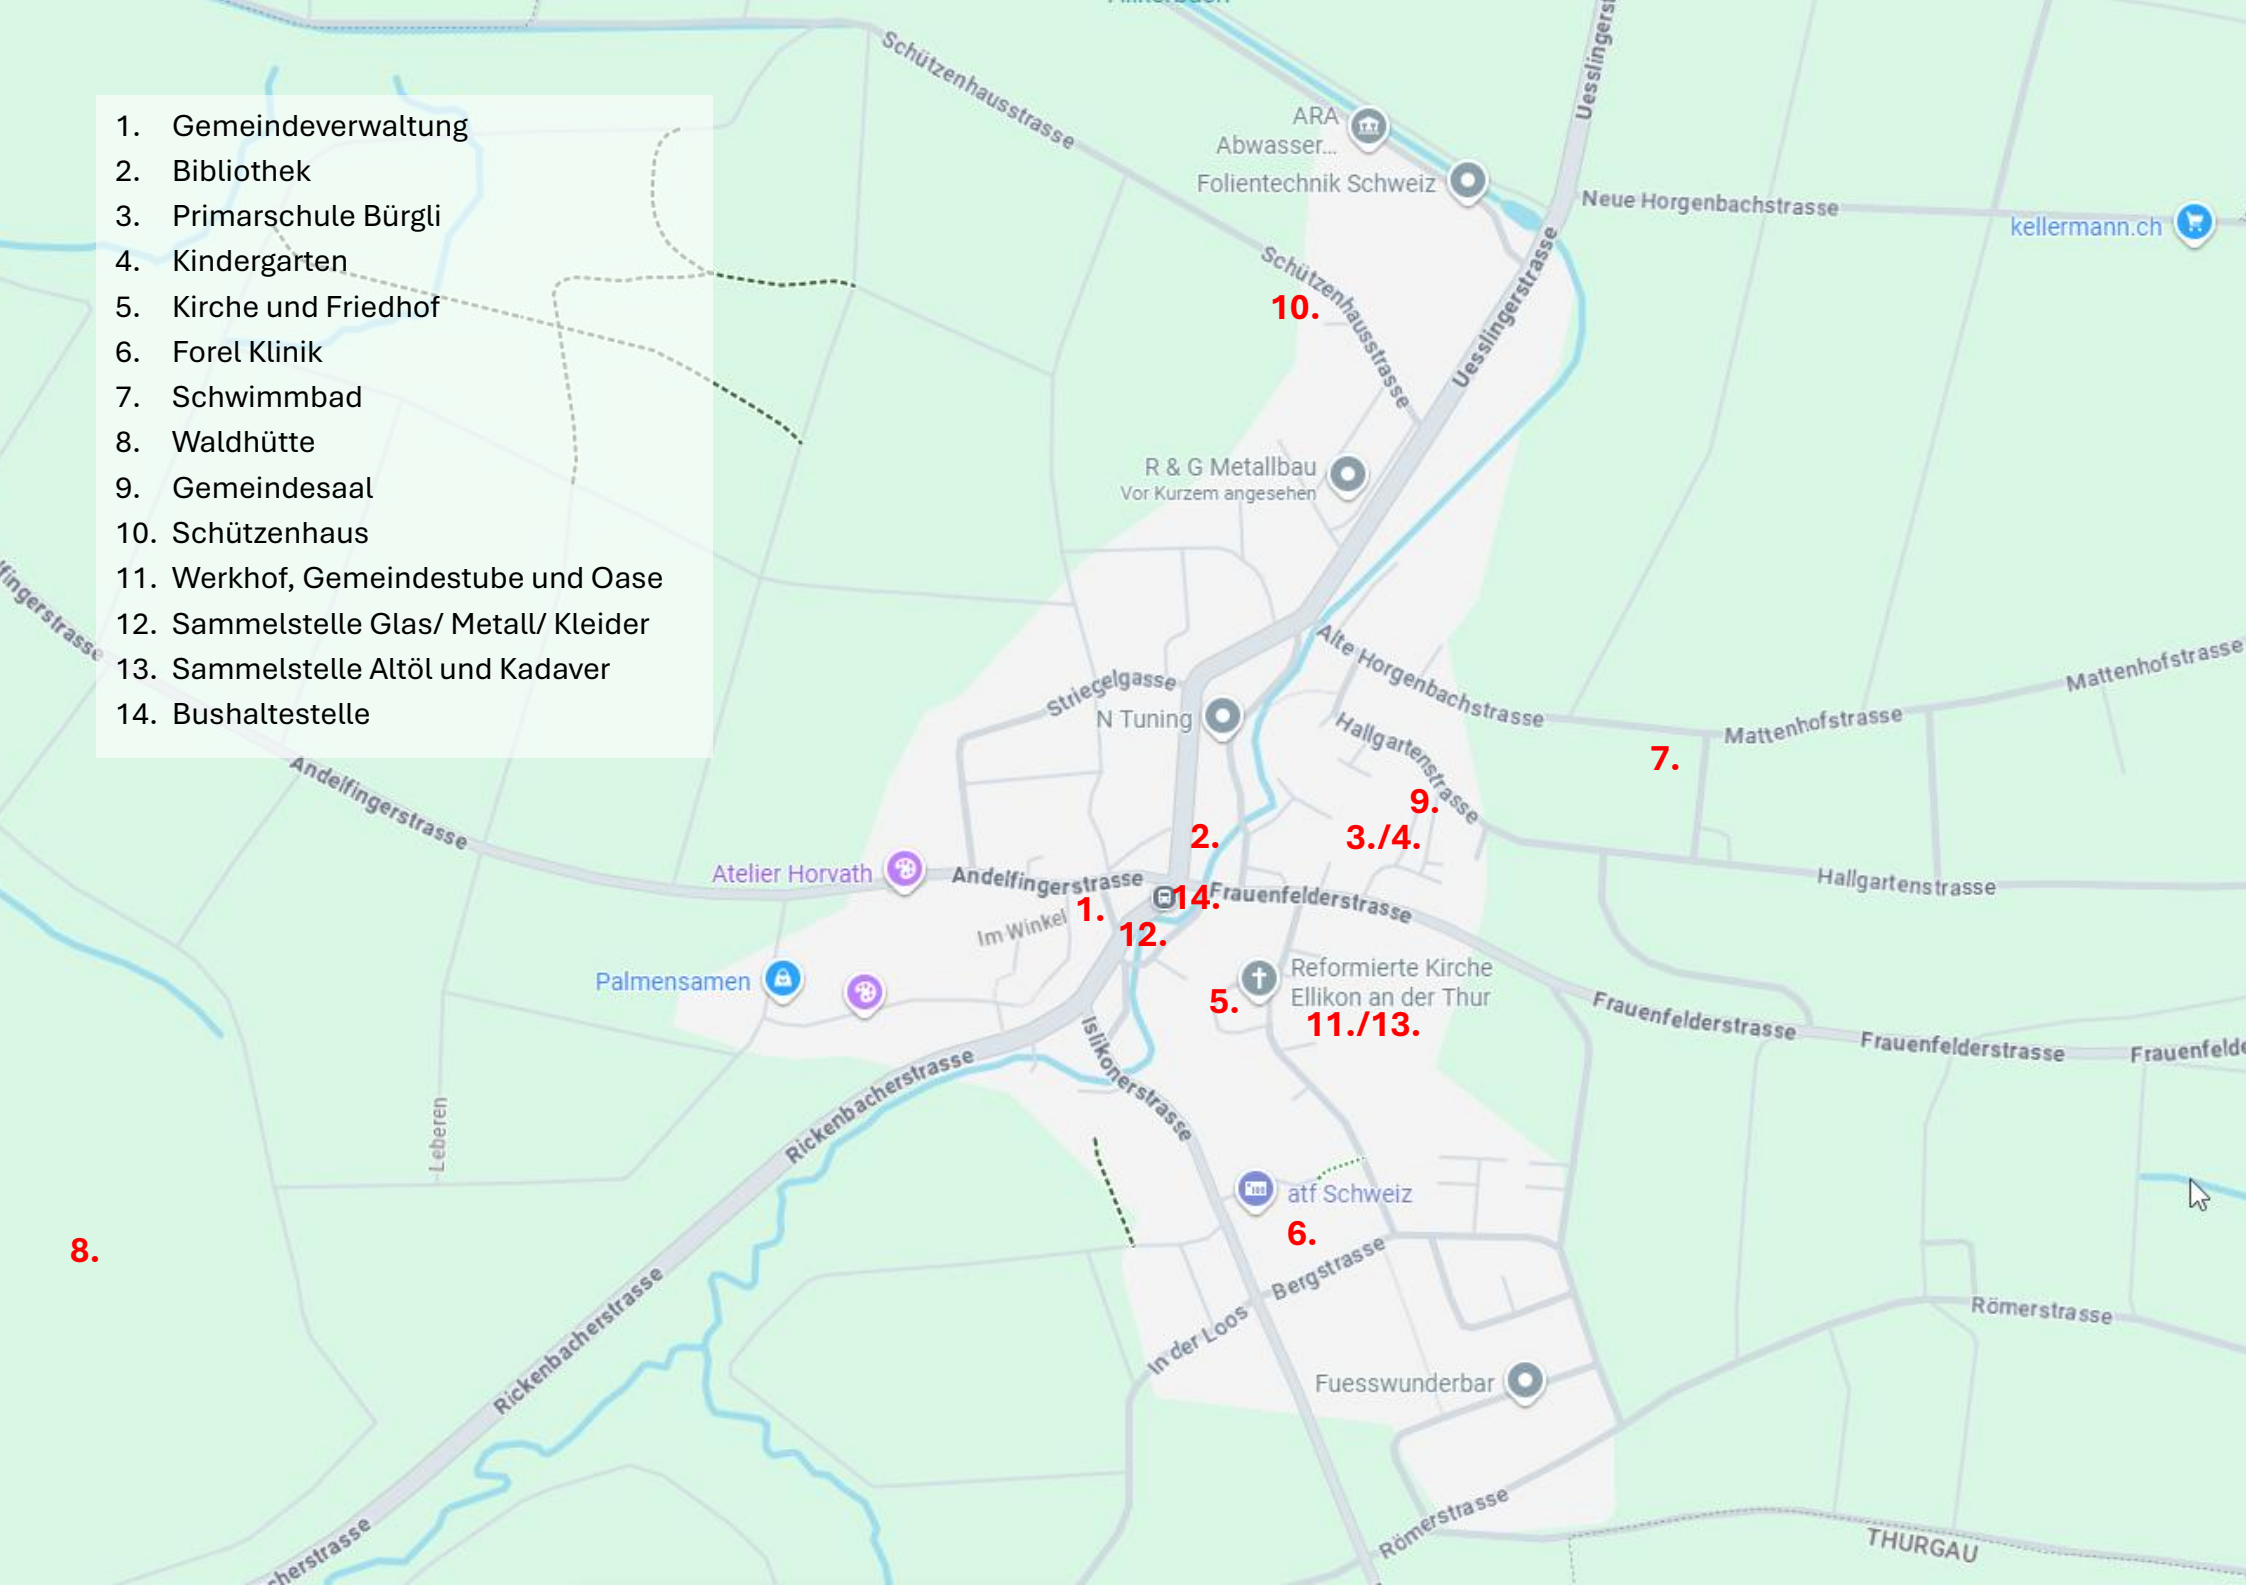 Schützenhausstrasse
Uesslingerst
ARA
Abwasser...
Folientechnik Schweiz
Neue Horgenbachstrasse
kellermann.ch
1. Gemeindeverwaltung
2. Bibliothek
3. Primarschule Bürgli
4. Kindergarten
5. Kirche und Friedhof
6. Forel Klinik
7. Schwimmbad
8. Waldhütte
9. Gemeindesaal
10. Schützenhaus
11. Werkhof, Gemeindestube und Oase
12. Sammelstelle Glas/ Metall/ Kleider
13. Sammelstelle Altöl und Kadaver
14. Bushaltestelle
Schützenhausstrasse
10.
Uesslingerstrasse
R & G Metallbau
Vor Kurzem angesehen
lfingerstrasse
Alte Horgenbachstrasse
Mattenhofstrasse
Striegelgasse
N Tuning
Hallgartenstrasse
Mattenhofstrasse
7.
9.
Andelfingerstrasse
2.
3./4.
Atelier Horvath
Andelfingerstrasse
14.
Frauenfelderstrasse
Hallgartenstrasse
1.
Im Winkel
12.
Palmensamen
Reformierte Kirche
Ellikon an der Thur
5.
11./13.
Frauenfelderstrasse
Frauenfelderstrasse
Frauenfelde
Islikonerstrasse
Rickenbacherstrasse
Leberen
atf Schweiz
6.
8.
Bergstrasse
Rickenbacherstrasse
In der Loos
Römerstrasse
Fuesswunderbar
Römerstrasse
cherstrasse
THURGAU